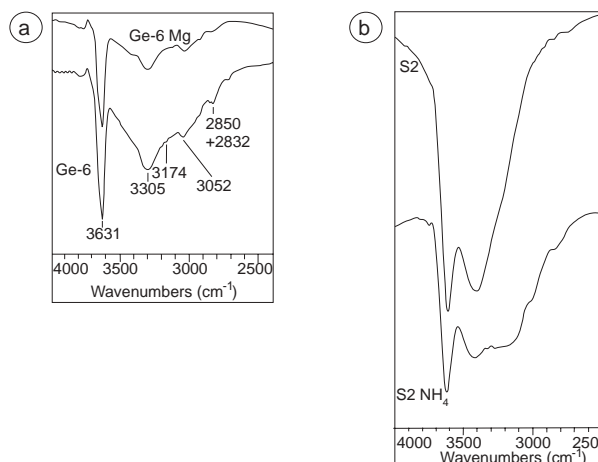 a
Ge-6 Mg
Ge-6
2850
+2832
3174
3305
3052
3631
4000 3500 3000 2500
Wavenumbers (cm-1)
b
S2
S2 NH4
4000 3500 3000 2500
Wavenumbers (cm-1)